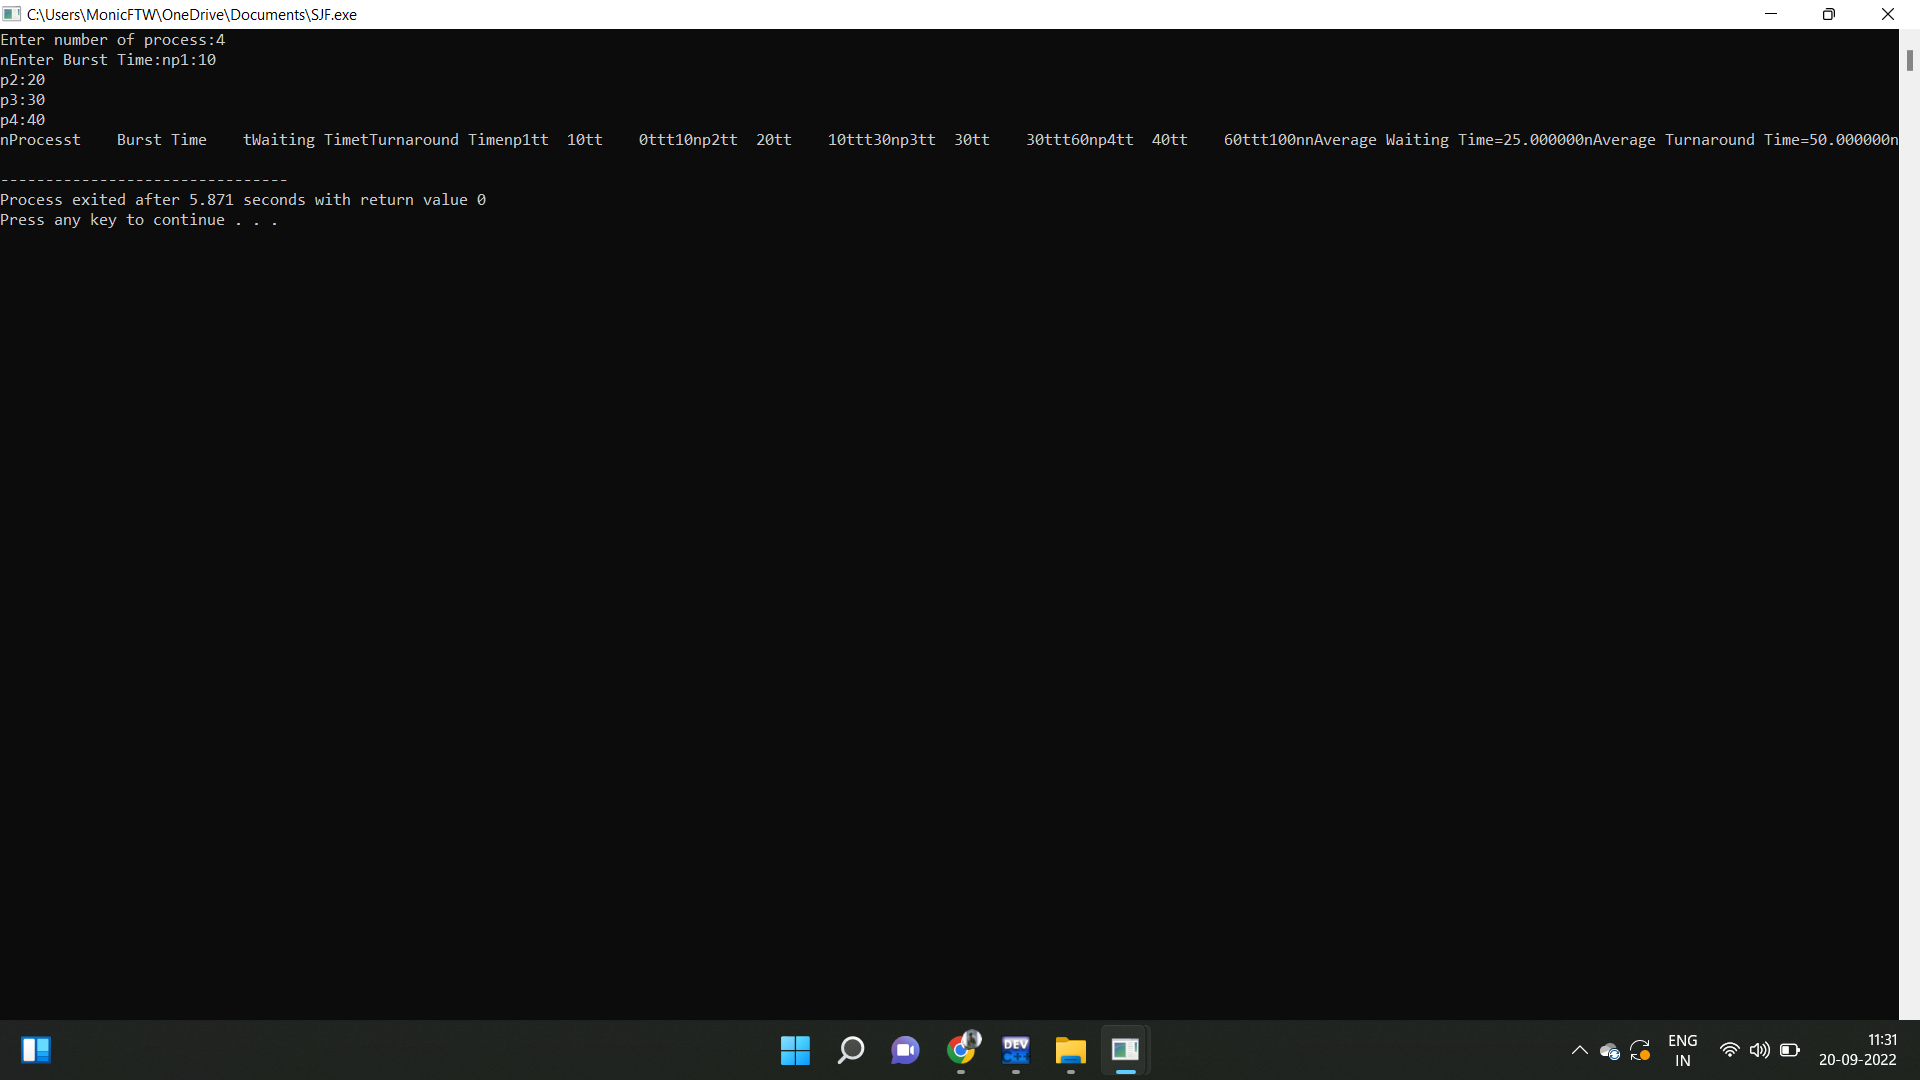 C:\Users\MonicFTW\OneDrive\Documents\SJF.exe
Enter number of process:4
nEnter Burst Time:np1:10
p2:20
p3:30
p4:40
nProcesst    Burst Time    tWaiting TimetTurnaround Timenp1tt  10tt    0ttt10np2tt  20tt    10ttt30np3tt  30tt    30ttt60np4tt  40tt    60ttt100nnAverage Waiting Time=25.000000nAverage Turnaround Time=50.000000n
--------------------------------
Process exited after 5.871 seconds with return value 0
Press any key to continue . . .
DEV
C++
ENG
IN
11:31
20-09-2022